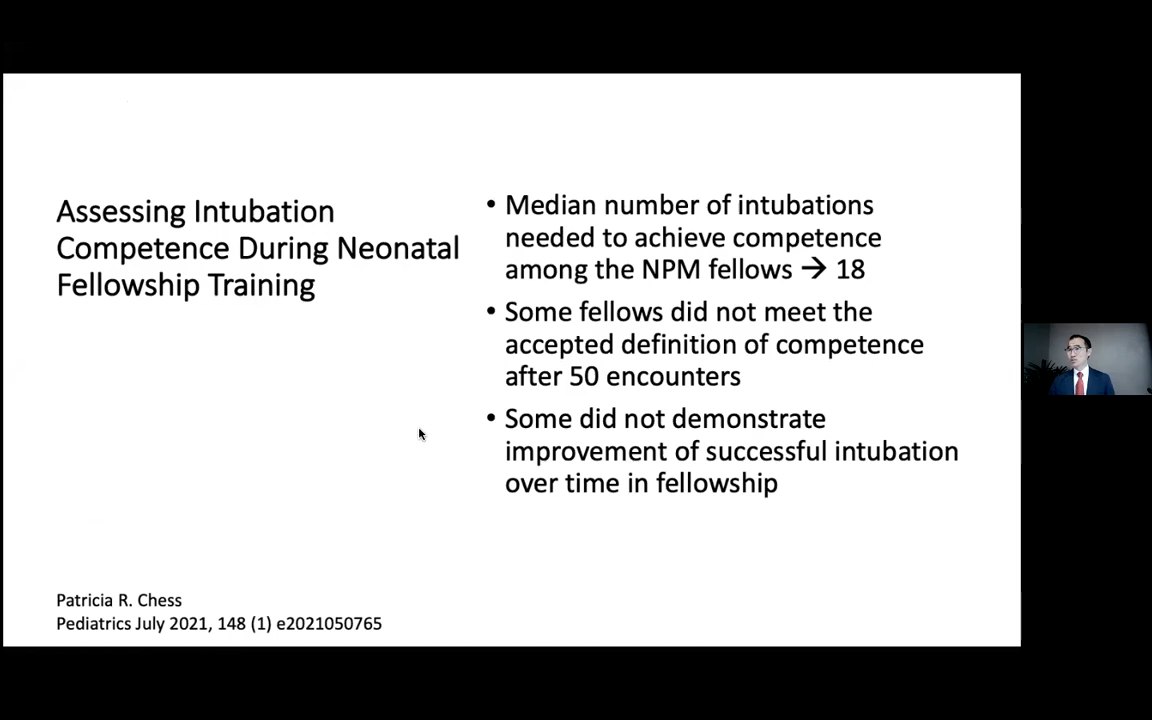 Assessing Intubation
Competence During Neonatal
Fellowship Training
• Median number of intubations
needed to achieve competence
among the NPM fellows → 18
• Some fellows did not meet the
accepted definition of competence
after 50 encounters
• Some did not demonstrate
improvement of successful intubation
over time in fellowship
Patricia R. Chess
Pediatrics July 2021, 148 (1) e2021050765